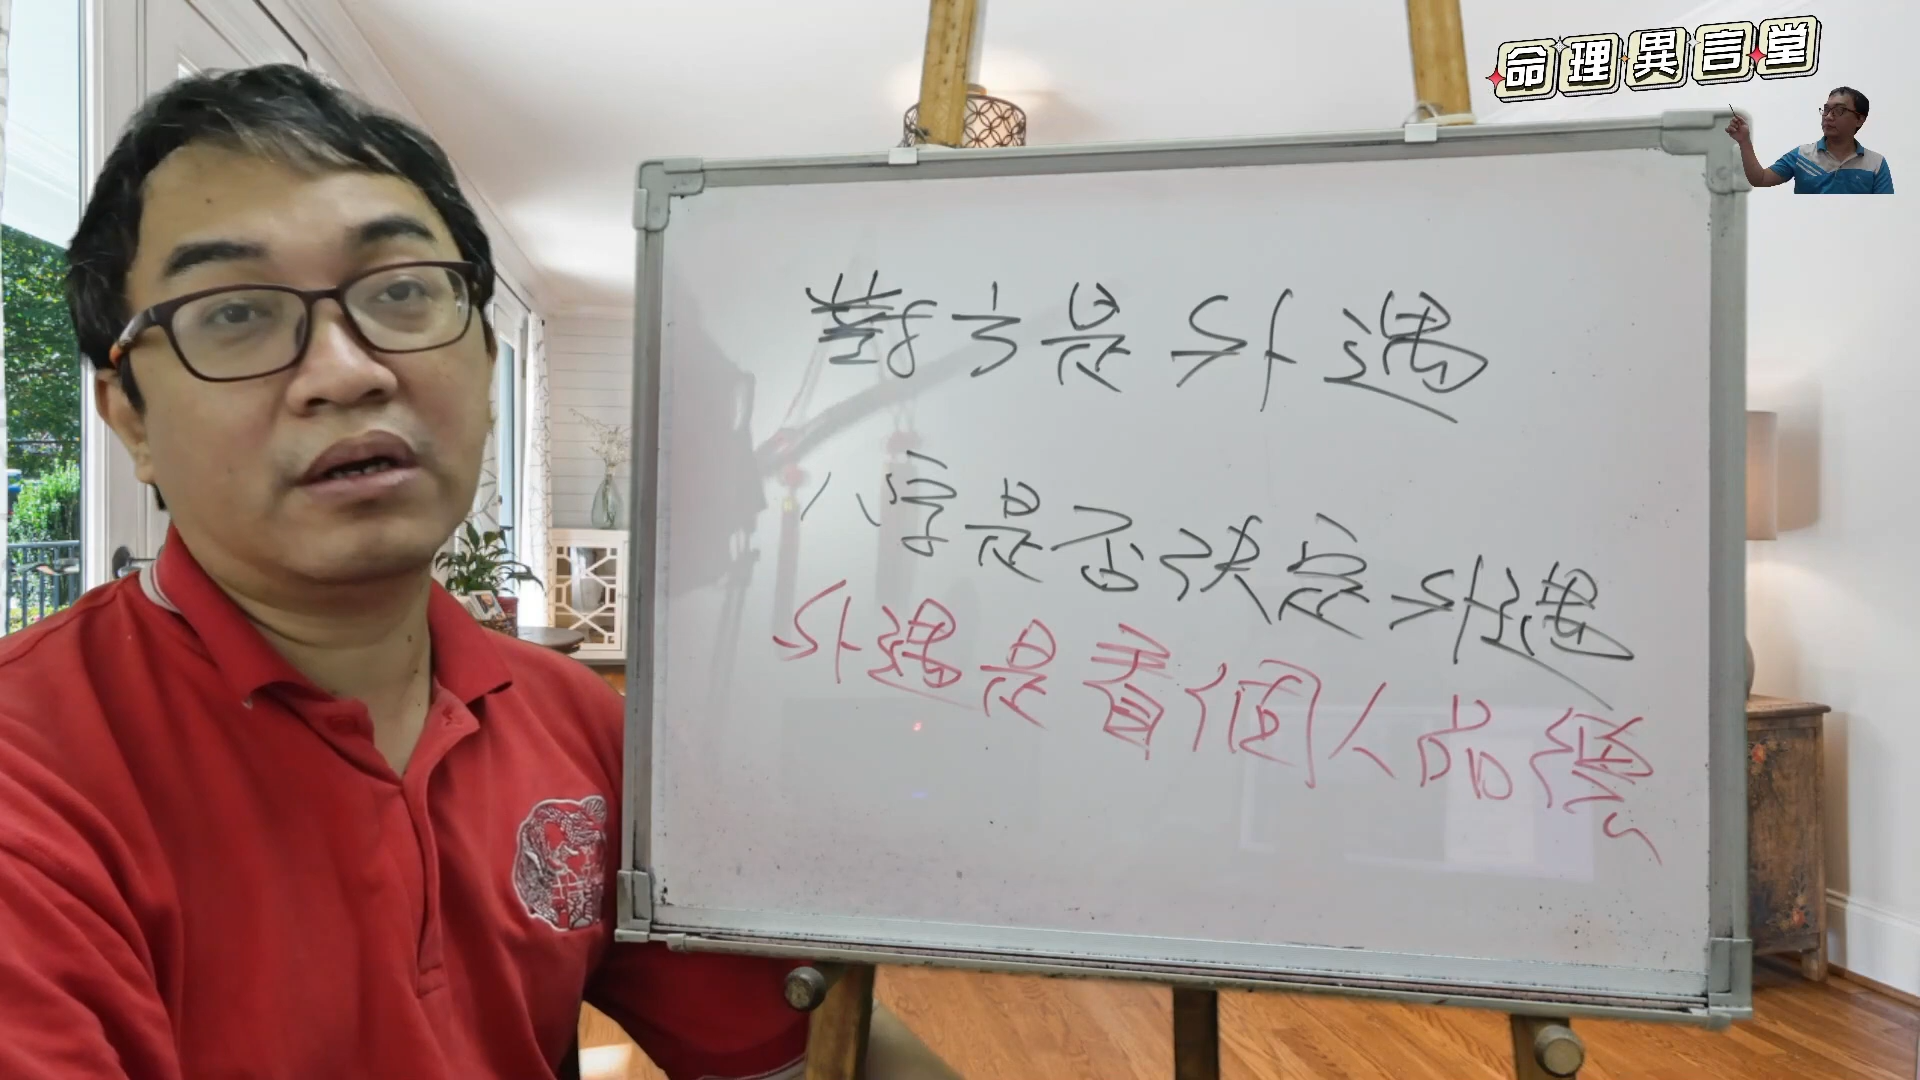 命理異言堂
對方是外遇
八字是否決定外遇
外遇是看個人品德